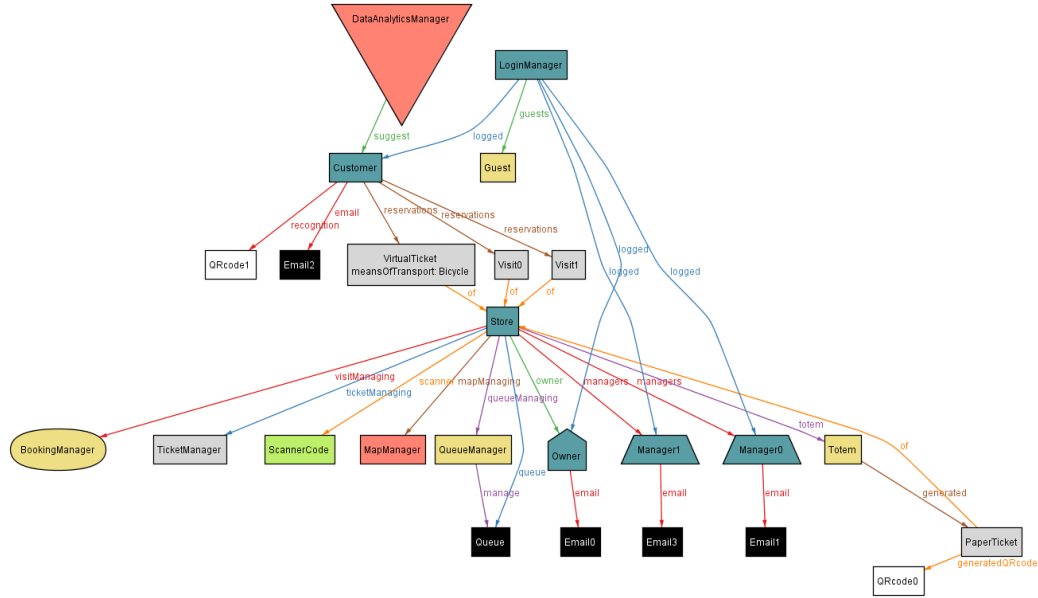 DataAnalyticsManager
LoginManager
guests
suggest
logged
Customer
Guest
reservations
email
reservations
recognition
reservations
QRcode1
Email2
VirtualTicket
meansOfTransport: Bicycle
Visit0
Visit1
logged
logged
logged
of
of
of
Store
visitManaging
scanner
mapManaging
owner
managers
managers
ticketManaging
queueManaging
totem
BookingManager
TicketManager
ScannerCode
MapManager
QueueManager
Owner
Manager1
Manager0
Totem
of
queue
manage
email
email
email
generated
Queue
Email0
Email3
Email1
PaperTicket
generatedQRcode
QRcode0